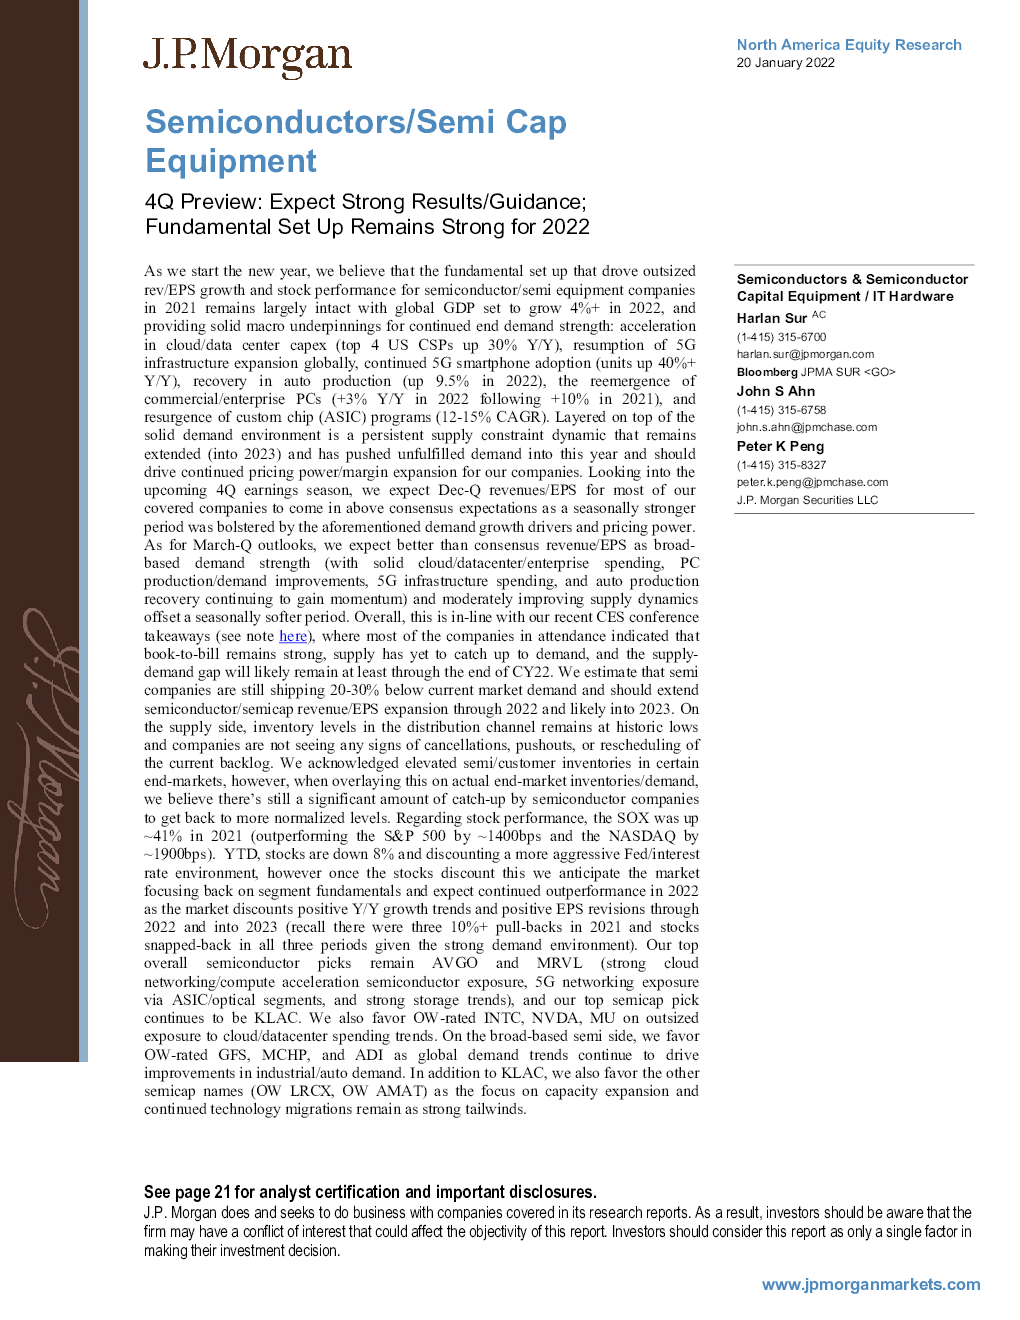 J.P.Morgan
North America Equity Research
20 January 2022
Semiconductors/Semi Cap
Equipment
4Q Preview: Expect Strong Results/Guidance;
Fundamental Set Up Remains Strong for 2022
As we start the new year, we believe that the fundamental set up that drove outsized
rev/EPS growth and stock performance for semiconductor/semi equipment companies
in 2021 remains largely intact with global GDP set to grow 4%+ in 2022, and
providing solid macro underpinnings for continued end demand strength: acceleration
in cloud/data center capex (top 4 US CSPs up 30% Y/Y), resumption of 5G
infrastructure expansion globally, continued 5G smartphone adoption (units up 40%+
Y/Y), recovery in auto production (up 9.5% in 2022), the reemergence of
commercial/enterprise PCs (+3% Y/Y in 2022 following +10% in 2021), and
resurgence of custom chip (ASIC) programs (12-15% CAGR). Layered on top of the
solid demand environment is a persistent supply constraint dynamic that remains
extended (into 2023) and has pushed unfulfilled demand into this year and should
drive continued pricing power/margin expansion for our companies. Looking into the
upcoming 4Q earnings season, we expect Dec-Q revenues/EPS for most of our
covered companies to come in above consensus expectations as a seasonally stronger
period was bolstered by the aforementioned demand growth drivers and pricing power.
As for March-Q outlooks, we expect better than consensus revenue/EPS as broad-
based demand strength (with solid cloud/datacenter/enterprise spending, PC
production/demand improvements, 5G infrastructure spending, and auto production
recovery continuing to gain momentum) and moderately improving supply dynamics
offset a seasonally softer period. Overall, this is in-line with our recent CES conference
takeaways (see note here), where most of the companies in attendance indicated that
book-to-bill remains strong, supply has yet to catch up to demand, and the supply-
demand gap will likely remain at least through the end of CY22. We estimate that semi
companies are still shipping 20-30% below current market demand and should extend
semiconductor/semicap revenue/EPS expansion through 2022 and likely into 2023. On
the supply side, inventory levels in the distribution channel remains at historic lows
and companies are not seeing any signs of cancellations, pushouts, or rescheduling of
the current backlog. We acknowledged elevated semi/customer inventories in certain
end-markets, however, when overlaying this on actual end-market inventories/demand,
we believe there's still a significant amount of catch-up by semiconductor companies
to get back to more normalized levels. Regarding stock performance, the SOX was up
~41% in 2021 (outperforming the S&P 500 by ~1400bps and the NASDAQ by
~1900bps). YTD, stocks are down 8% and discounting a more aggressive Fed/interest
rate environment, however once the stocks discount this we anticipate the market
focusing back on segment fundamentals and expect continued outperformance in 2022
as the market discounts positive Y/Y growth trends and positive EPS revisions through
2022 and into 2023 (recall there were three 10%+ pull-backs in 2021 and stocks
snapped-back in all three periods given the strong demand environment). Our top
overall semiconductor picks remain AVGO and MRVL (strong cloud
networking/compute acceleration semiconductor exposure, 5G networking exposure
via ASIC/optical segments, and strong storage trends), and our top semicap pick
continues to be KLAC. We also favor OW-rated INTC, NVDA, MU on outsized
exposure to cloud/datacenter spending trends. On the broad-based semi side, we favor
OW-rated GFS, MCHP, and ADI as global demand trends continue to drive
improvements in industrial/auto demand. In addition to KLAC, we also favor the other
semicap names (OW LRCX, OW AMAT) as the focus on capacity expansion and
continued technology migrations remain as strong tailwinds.
Semiconductors & Semiconductor
Capital Equipment / IT Hardware
Harlan Sur AC
(1-415) 315-6700
harlan.sur@jpmorgan.com
Bloomberg JPMA SUR <GO>
John S Ahn
(1-415) 315-6758
john.s.ahn@jpmchase.com
Peter K Peng
(1-415) 315-8327
peter.k.peng@jpmchase.com
J.P. Morgan Securities LLC
J.P.Morgan
See page 21 for analyst certification and important disclosures.
J.P. Morgan does and seeks to do business with companies covered in its research reports. As a result, investors should be aware that the
firm may have a conflict of interest that could affect the objectivity of this report. Investors should consider this report as only a single factor in
making their investment decision.
www.jpmorganmarkets.com